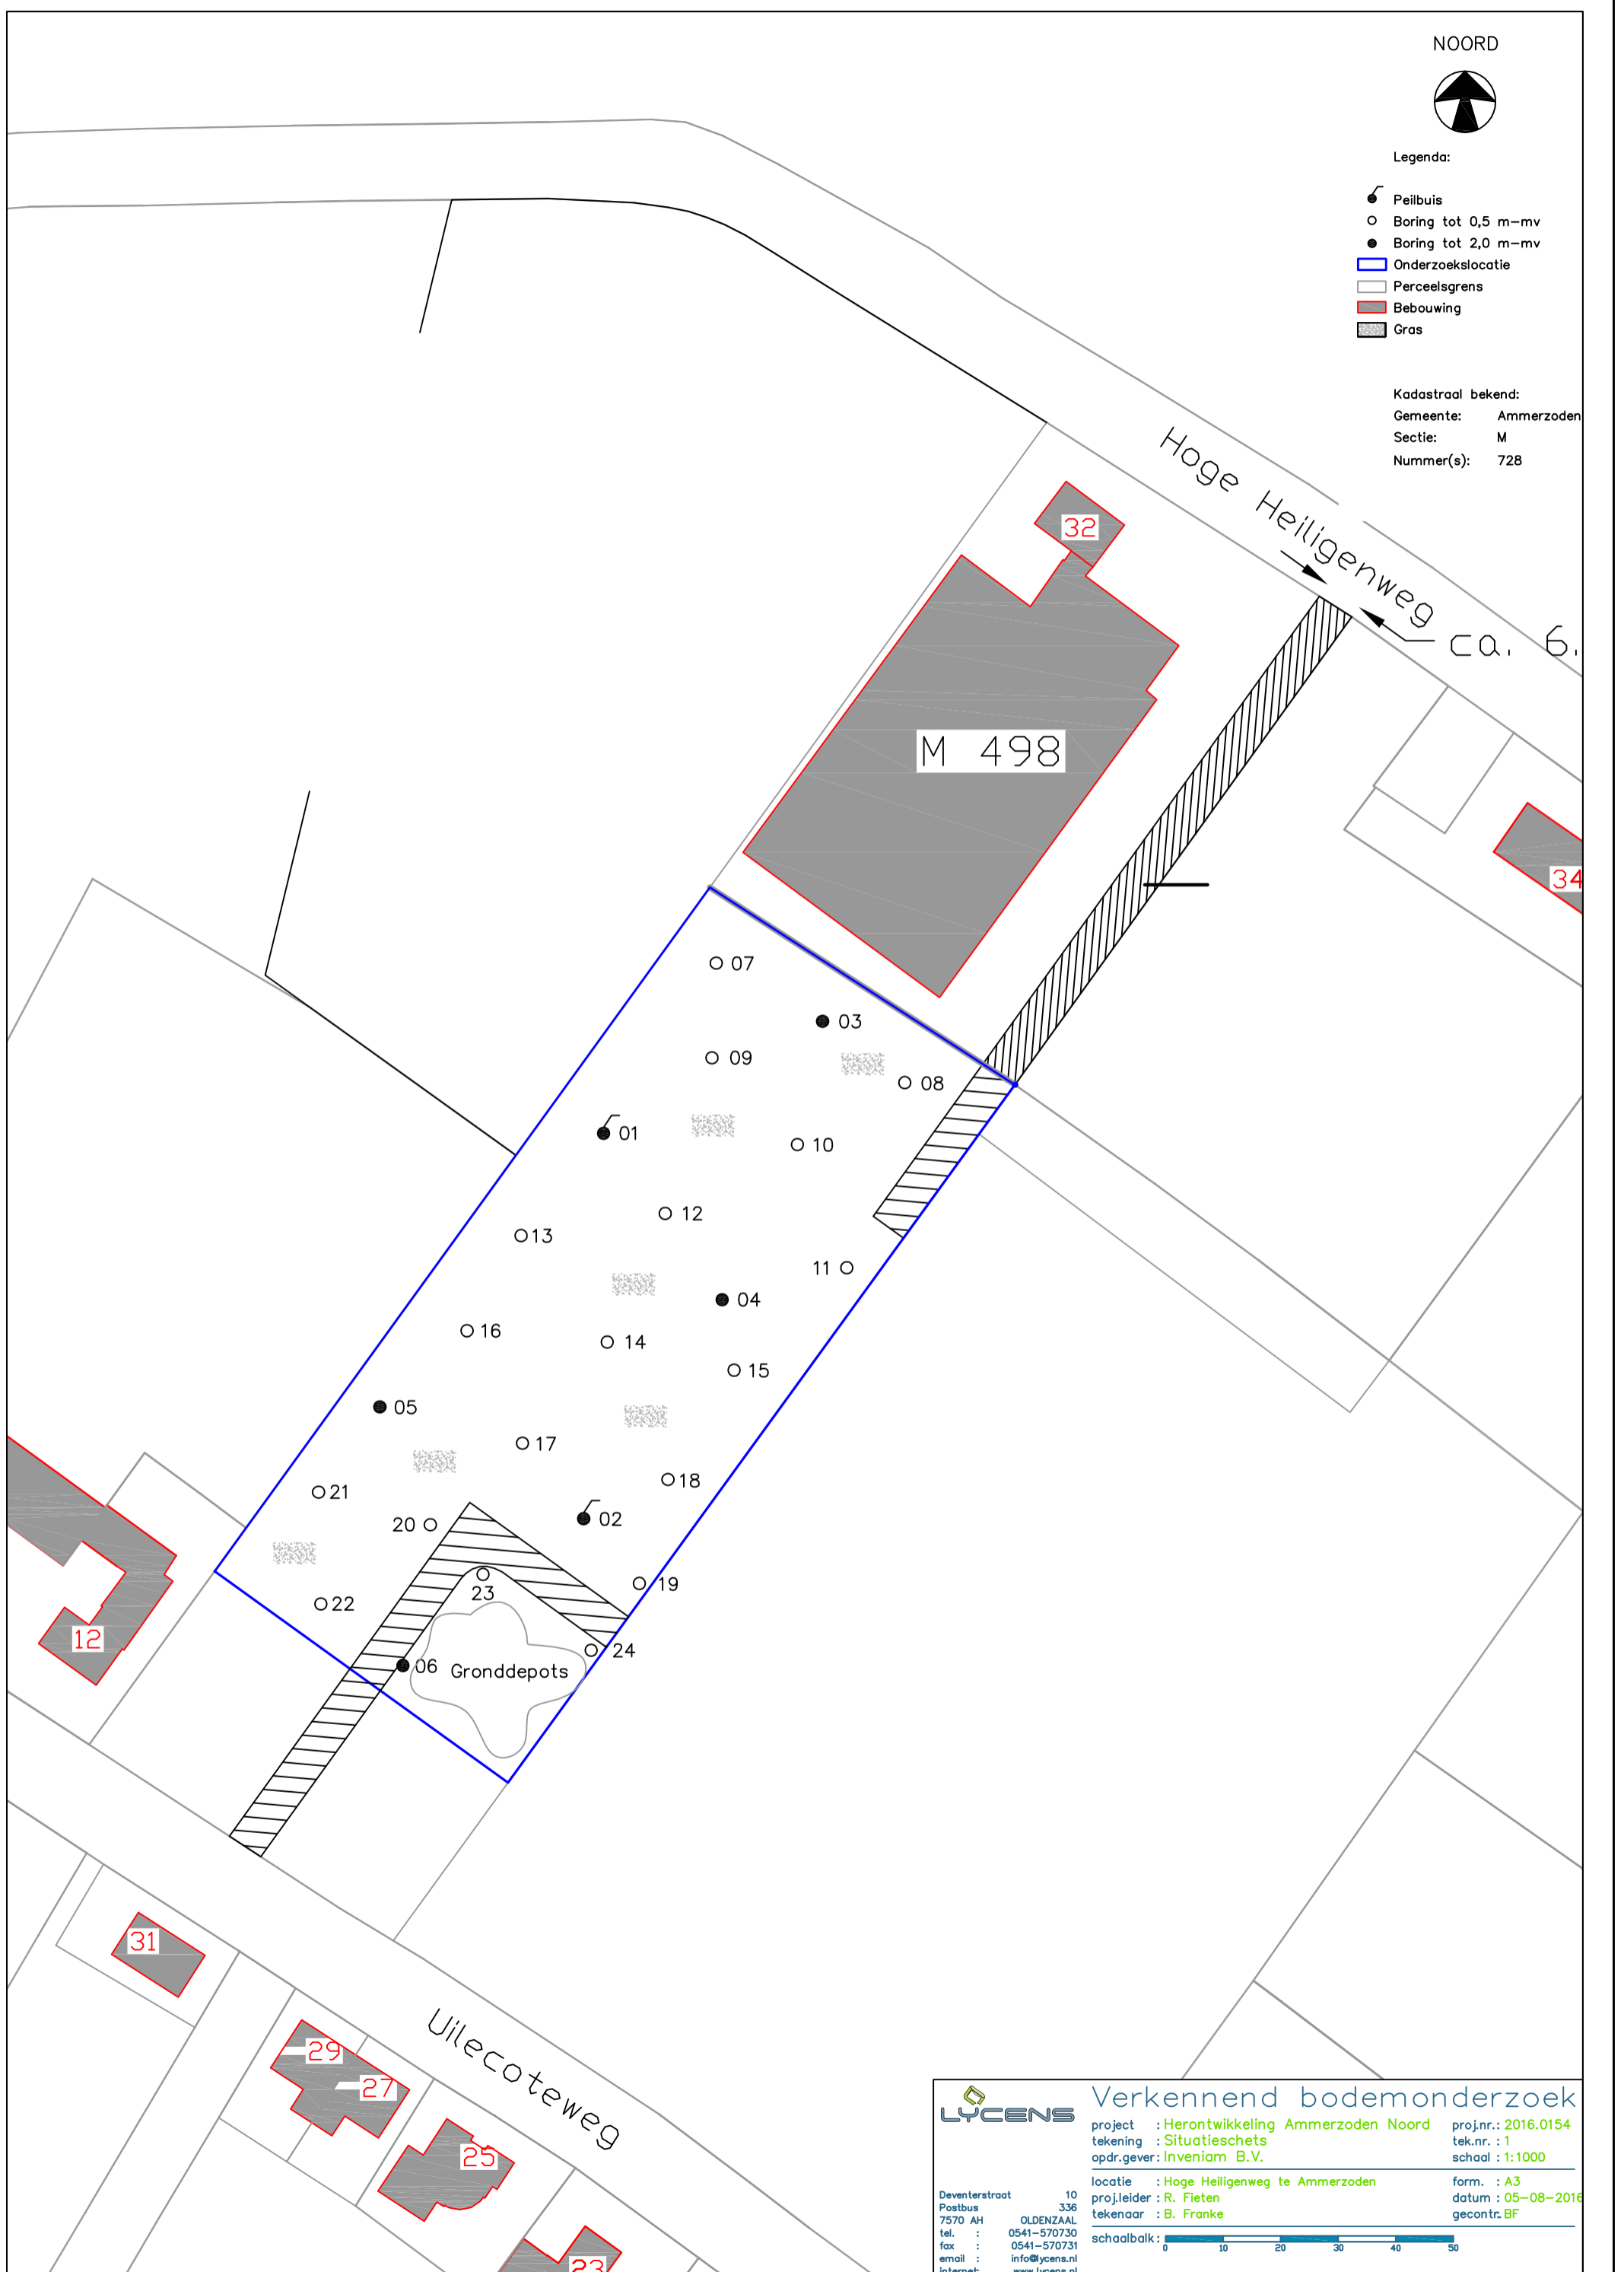 NOORD
Legenda:
Peilbuis
Boring tot 0,5 m-mv
Boring tot 2,0 m-mv
Onderzoekslocatie
Perceelsgrens
Bebouwing
Gras
Kadastraal bekend:
Gemeente: Ammerzoden
Sectie: M
Nummer(s): 728
Hoge Heiligenweg
ca. 6.
32
M 498
34
07
03
09
08
01
10
12
13
11
04
16
14
15
05
17
18
21
20
02
19
23
22
24
06
Gronddepots
12
31
29
27
25
23
Uilecoteweg
LYCENS
Deventerstraat 10
Postbus 336
7570 AH OLDENZAAL
tel. : 0541-570730
fax : 0541-570731
email : info@lycens.nl
internet: www.lycens.nl
Verkennend bodemonderzoek
project : Herontwikkeling Ammerzoden Noord proj.nr.: 2016.0154
tekening : Situatieschets tek.nr. : 1
opdr.gever: Inveniam B.V. schaal : 1:1000
locatie : Hoge Heiligenweg te Ammerzoden form. : A3
proj.leider : R. Fieten datum : 05-08-2016
tekenaar : B. Franke gecontr. BF
schaalbalk : 0 10 20 30 40 50